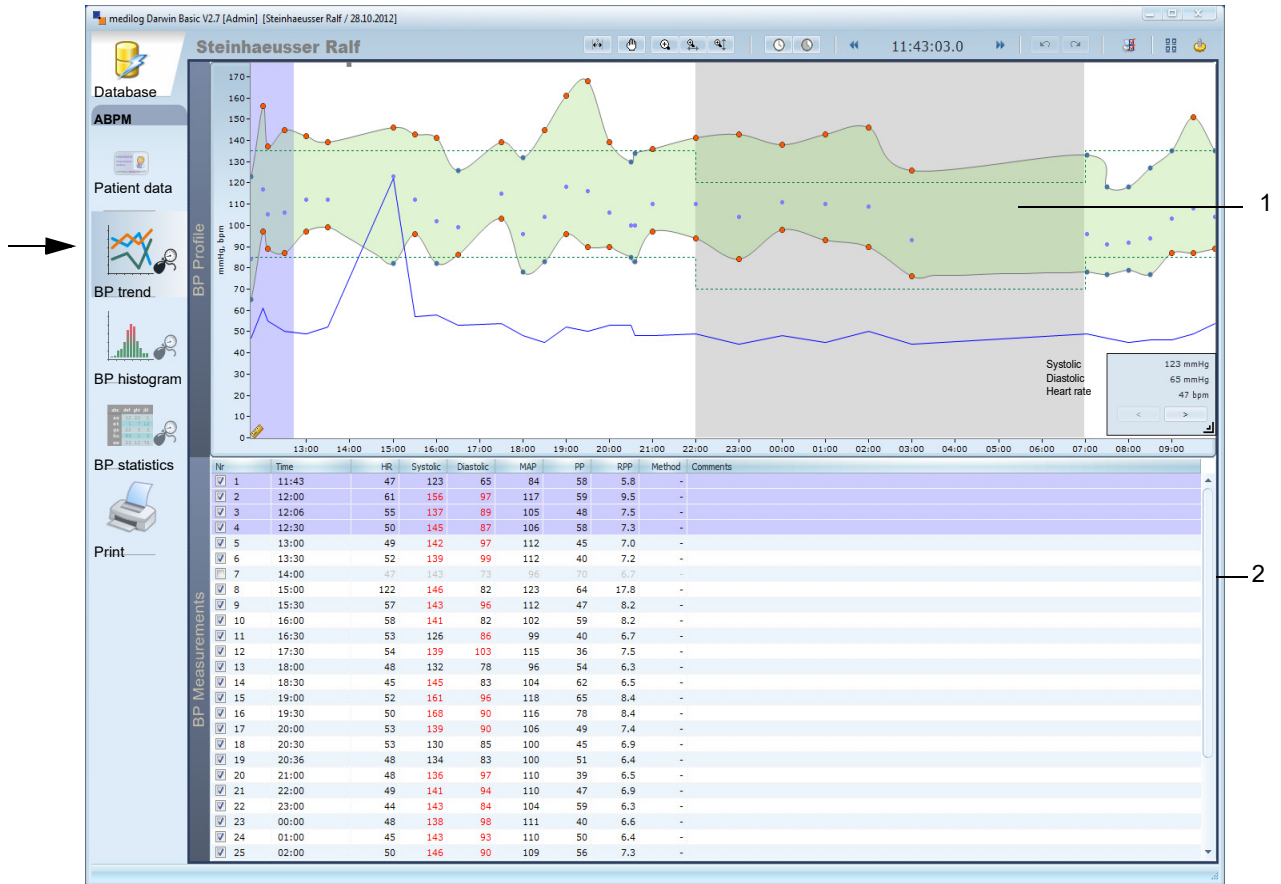 medilog Darwin Basic V2.7 [Admin] [Steinhaeusser Ralf / 28.10.2012]
Steinhaeusser Ralf
11:43:03.0
Database
ABPM
Patient data
BP trend
BP histogram
BP statistics
Print
BP Profile
mmHg, bpm
170
160
150
140
130
120
110
100
90
80
70
60
50
40
30
20
10
0
13:00 14:00 15:00 16:00 17:00 18:00 19:00 20:00 21:00 22:00 23:00 00:00 01:00 02:00 03:00 04:00 05:00 06:00 07:00 08:00 09:00
Systolic 123 mmHg
Diastolic 65 mmHg
Heart rate 47 bpm
< >
1
BP Measurements
Nr Time HR Systolic Diastolic MAP PP RPP Method Comments
1 11:43 47 123 65 84 58 5.8 -
2 12:00 61 156 97 117 59 9.5 -
3 12:06 55 137 89 105 48 7.5 -
4 12:30 50 145 87 106 58 7.3 -
5 13:00 49 142 97 112 45 7.0 -
6 13:30 52 139 99 112 40 7.2 -
7 14:00 47 143 73 96 70 6.7 -
8 15:00 122 146 82 123 64 17.8 -
9 15:30 57 143 96 112 47 8.2 -
10 16:00 58 141 82 102 59 8.2 -
11 16:30 53 126 86 99 40 6.7 -
12 17:30 54 139 103 115 36 7.5 -
13 18:00 48 132 78 96 54 6.3 -
14 18:30 45 145 83 104 62 6.5 -
15 19:00 52 161 96 118 65 8.4 -
16 19:30 50 168 90 116 78 8.4 -
17 20:00 53 139 90 106 49 7.4 -
18 20:30 53 130 85 100 45 6.9 -
19 20:36 48 134 83 100 51 6.4 -
20 21:00 48 136 97 110 39 6.5 -
21 22:00 49 141 94 110 47 6.9 -
22 23:00 44 143 84 104 59 6.3 -
23 00:00 48 138 98 111 40 6.6 -
24 01:00 45 143 93 110 50 6.4 -
25 02:00 50 146 90 109 56 7.3 -
2